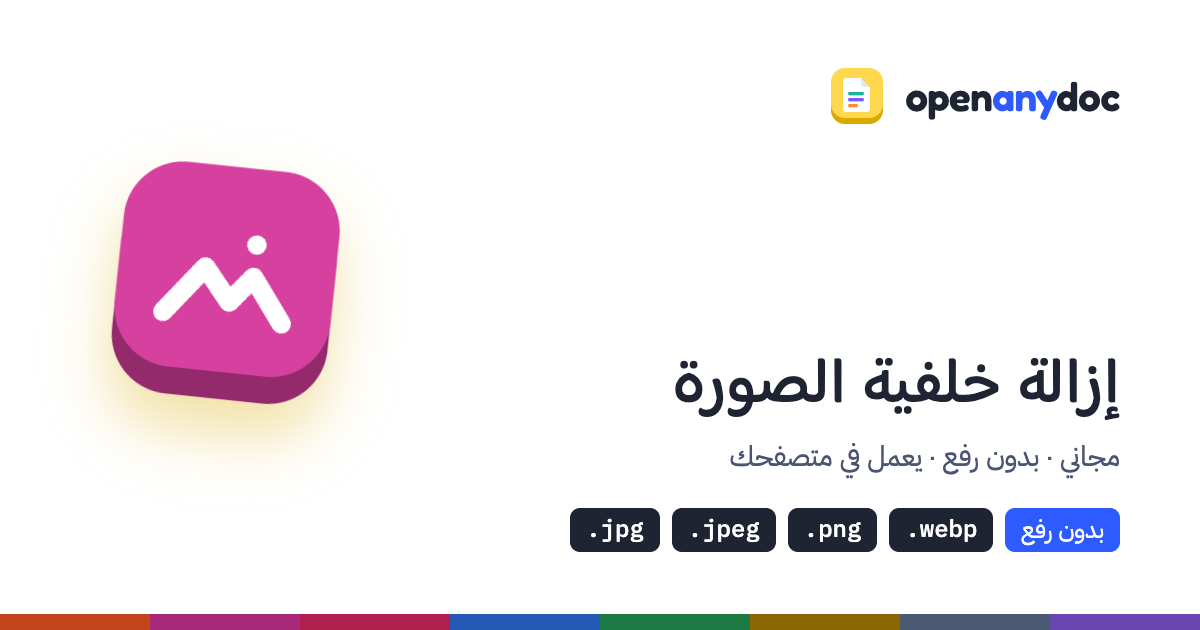 openanydoc
إزالة خلفية الصورة
مجاني · بدون رفع · يعمل في متصفحك
بدون رفع .webp .png .jpeg .jpg